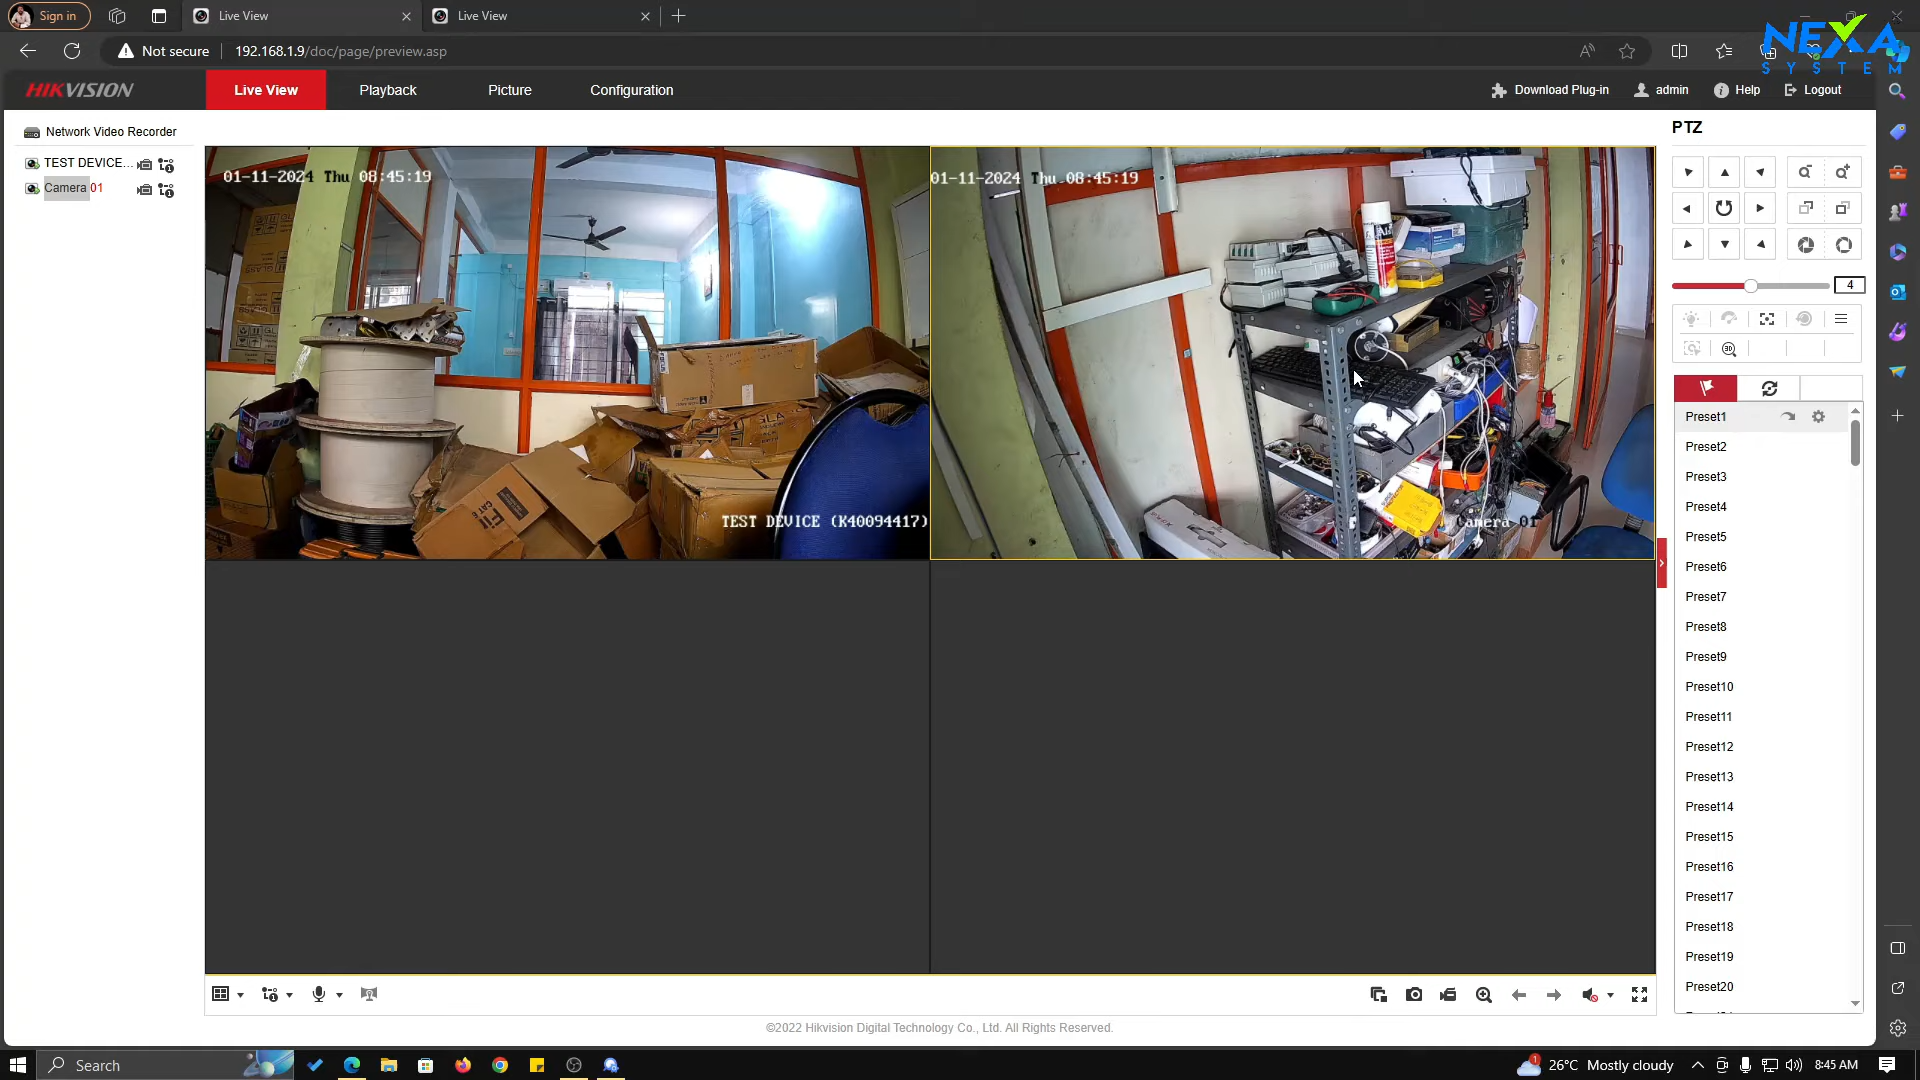 Sign in
Live View
Live View
NEXA
SYSTEM
Not secure
192.168.1.9/doc/page/preview.asp
HIKVISION
Live View
Playback
Picture
Configuration
Download Plug-in
admin
Help
Logout
Network Video Recorder
TEST DEVICE...
Camera 01
01-11-2024 Thu 08:45:19
TEST DEVICE (K40094417)
01-11-2024 Thu 08:45:19
Camera 01
PTZ
4
Preset1
Preset2
Preset3
Preset4
Preset5
Preset6
Preset7
Preset8
Preset9
Preset10
Preset11
Preset12
Preset13
Preset14
Preset15
Preset16
Preset17
Preset18
Preset19
Preset20
©2022 Hikvision Digital Technology Co., Ltd. All Rights Reserved.
Search
1
26°C Mostly cloudy
8:45 AM